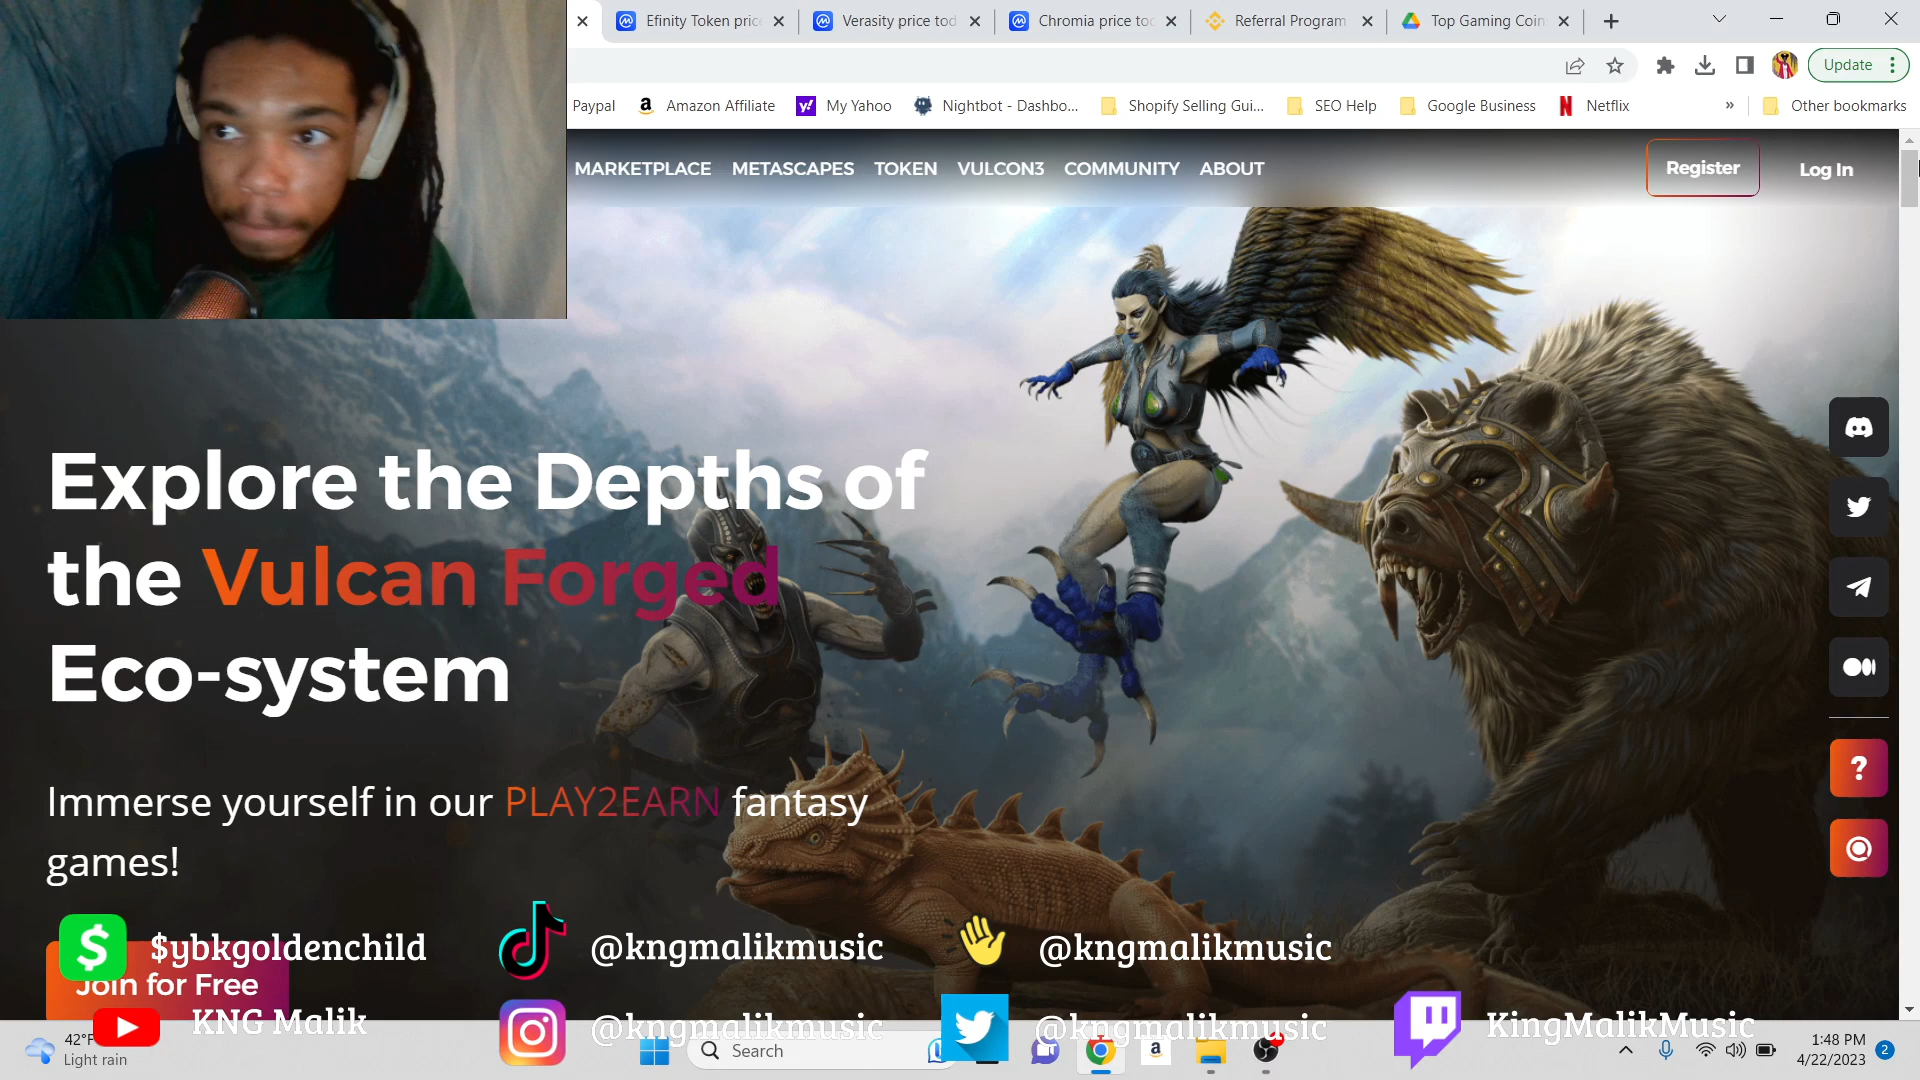 Efinity Token pric
Verasity price tod
Chromia price toc
Referral Program
Top Gaming Coin
Update
Paypal
Amazon Affiliate
My Yahoo
Nightbot - Dashbo...
Shopify Selling Gui...
SEO Help
Google Business
Netflix
»
Other bookmarks
MARKETPLACE
METASCAPES
TOKEN
VULCON3
COMMUNITY
ABOUT
Register
Log In
Explore the Depths of
the Vulcan Forged
Eco-system
Immerse yourself in our PLAY2EARN fantasy
games!
$ybkgoldenchild
@kngmalikmusic
@kngmalikmusic
Join for Free
KNG Malik
@kngmalikmusic
@kngmalikmusic
KingMalikMusic
42°F
Light rain
Search
1:48 PM
4/22/2023
2